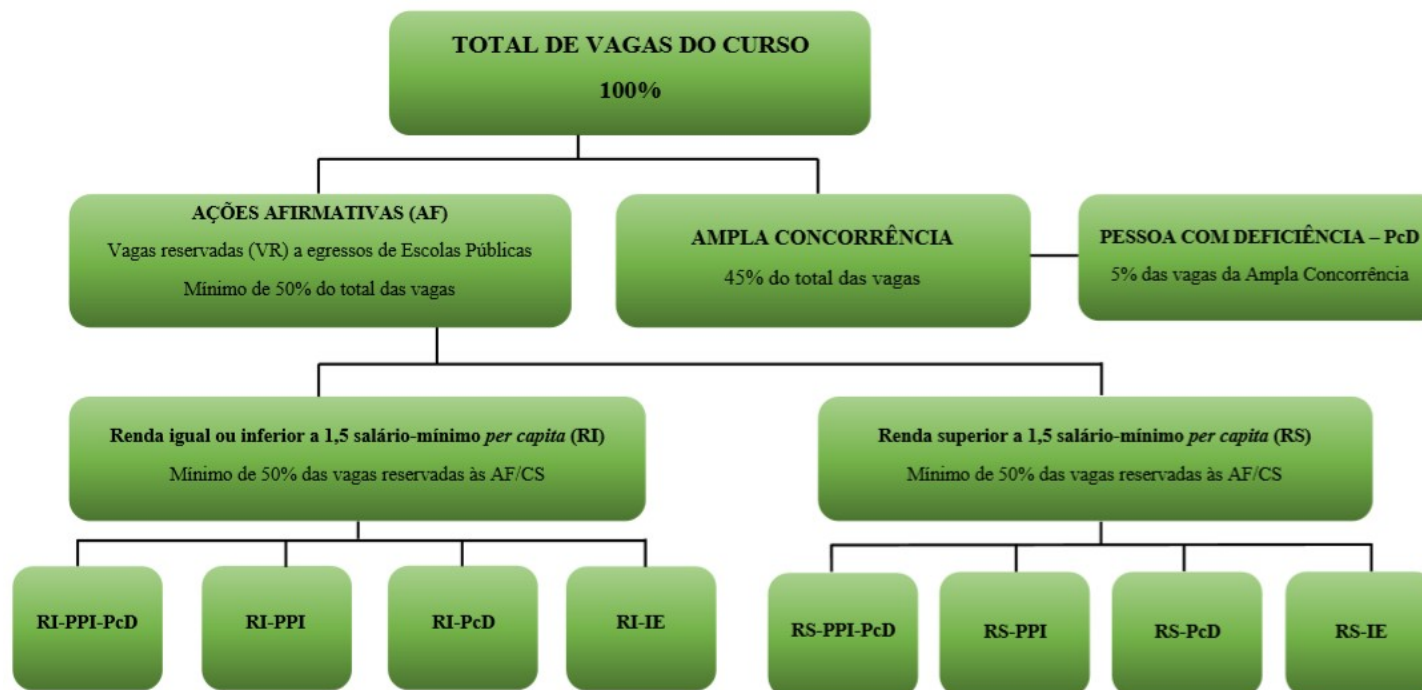 TOTAL DE VAGAS DO CURSO
100%
AÇÕES AFIRMATIVAS (AF)
Vagas reservadas (VR) a egressos de Escolas Públicas
Mínimo de 50% do total das vagas
AMPLA CONCORRÊNCIA
45% do total das vagas
PESSOA COM DEFICIÊNCIA – PcD
5% das vagas da Ampla Concorrência
Renda igual ou inferior a 1,5 salário-mínimo per capita (RI)
Mínimo de 50% das vagas reservadas às AF/CS
Renda superior a 1,5 salário-mínimo per capita (RS)
Mínimo de 50% das vagas reservadas às AF/CS
RI-PPI-PcD
RI-PPI
RI-PcD
RI-IE
RS-PPI-PcD
RS-PPI
RS-PcD
RS-IE